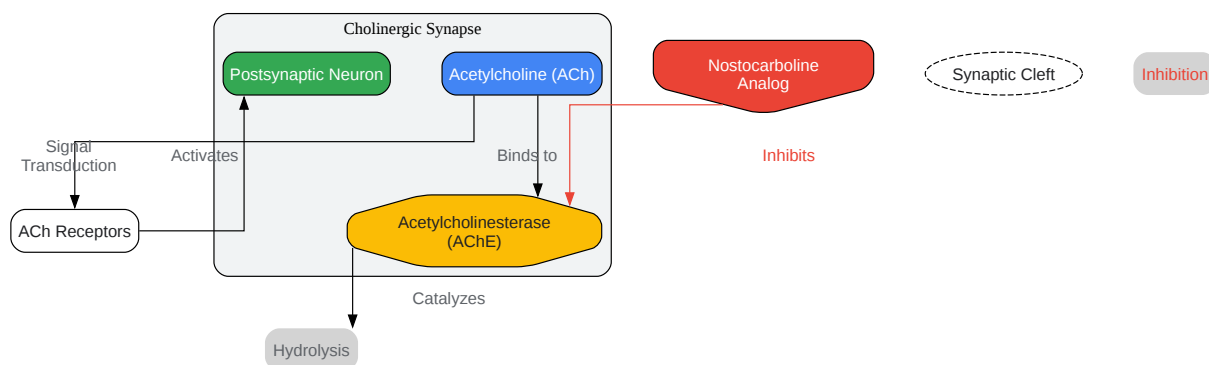 Cholinergic Synapse
Postsynaptic Neuron
Acetylcholine (ACh)
Nostocarboline
Analog
Synaptic Cleft
Inhibition
Signal
Transduction
Activates
Binds to
Inhibits
ACh Receptors
Acetylcholinesterase
(AChE)
Catalyzes
Hydrolysis